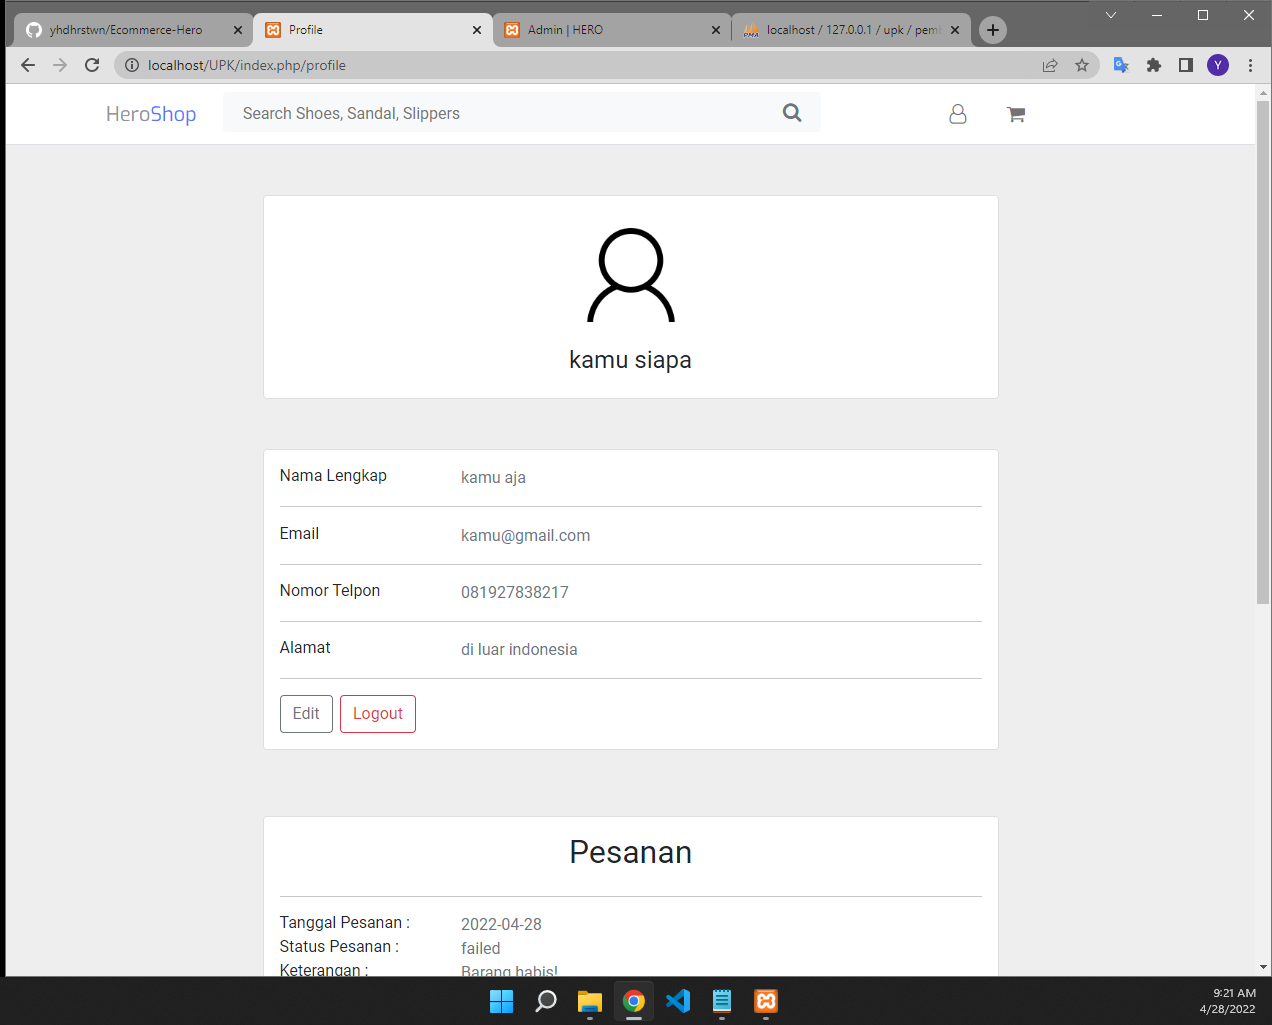 yhdhrstwn/Ecommerce-Hero
Profile
Admin | HERO
localhost / 127.0.0.1 / upk / pemb
localhost/UPK/index.php/profile
Y
HeroShop
Search Shoes, Sandal, Slippers
kamu siapa
Nama Lengkap kamu aja
Email kamu@gmail.com
Nomor Telpon 081927838217
Alamat di luar indonesia
Edit Logout
Pesanan
Tanggal Pesanan : 2022-04-28
Status Pesanan : failed
Keterangan : Barang habis!
9:21 AM
4/28/2022